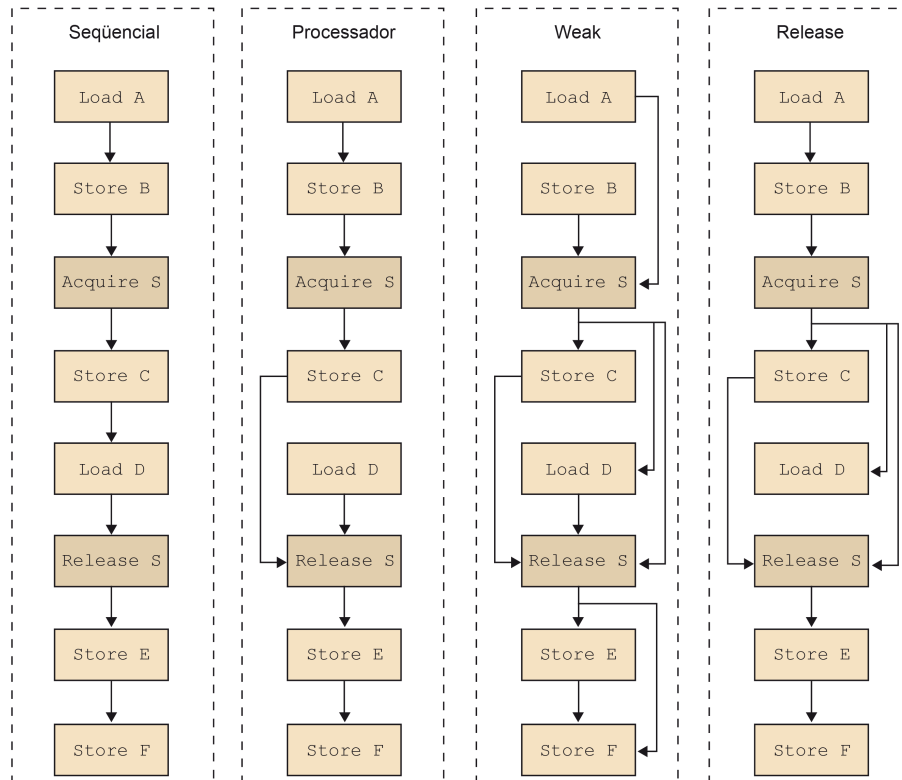 Seqüencial
Load A
Store B
Acquire S
Store C
Load D
Release S
Store E
Store F
Processador
Load A
Store B
Acquire S
Store C
Load D
Release S
Store E
Store F
Weak
Load A
Store B
Acquire S
Store C
Load D
Release S
Store E
Store F
Release
Load A
Store B
Acquire S
Store C
Load D
Release S
Store E
Store F